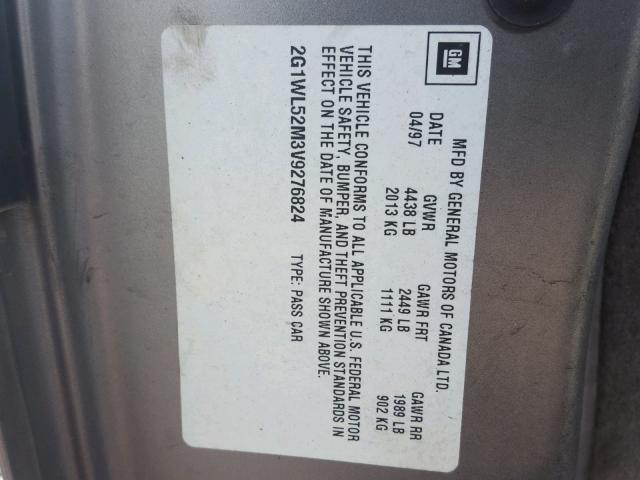 GM
MFD BY GENERAL MOTORS OF CANADA LTD.
DATE GVWR GAWR FRT GAWR RR
04/97 4438 LB 2449 LB 1989 LB
2013 KG 1111 KG 902 KG
THIS VEHICLE CONFORMS TO ALL APPLICABLE U.S. FEDERAL MOTOR
VEHICLE SAFETY, BUMPER, AND THEFT PREVENTION STANDARDS IN
EFFECT ON THE DATE OF MANUFACTURE SHOWN ABOVE.
2G1WL52M3V9276824 TYPE: PASS CAR